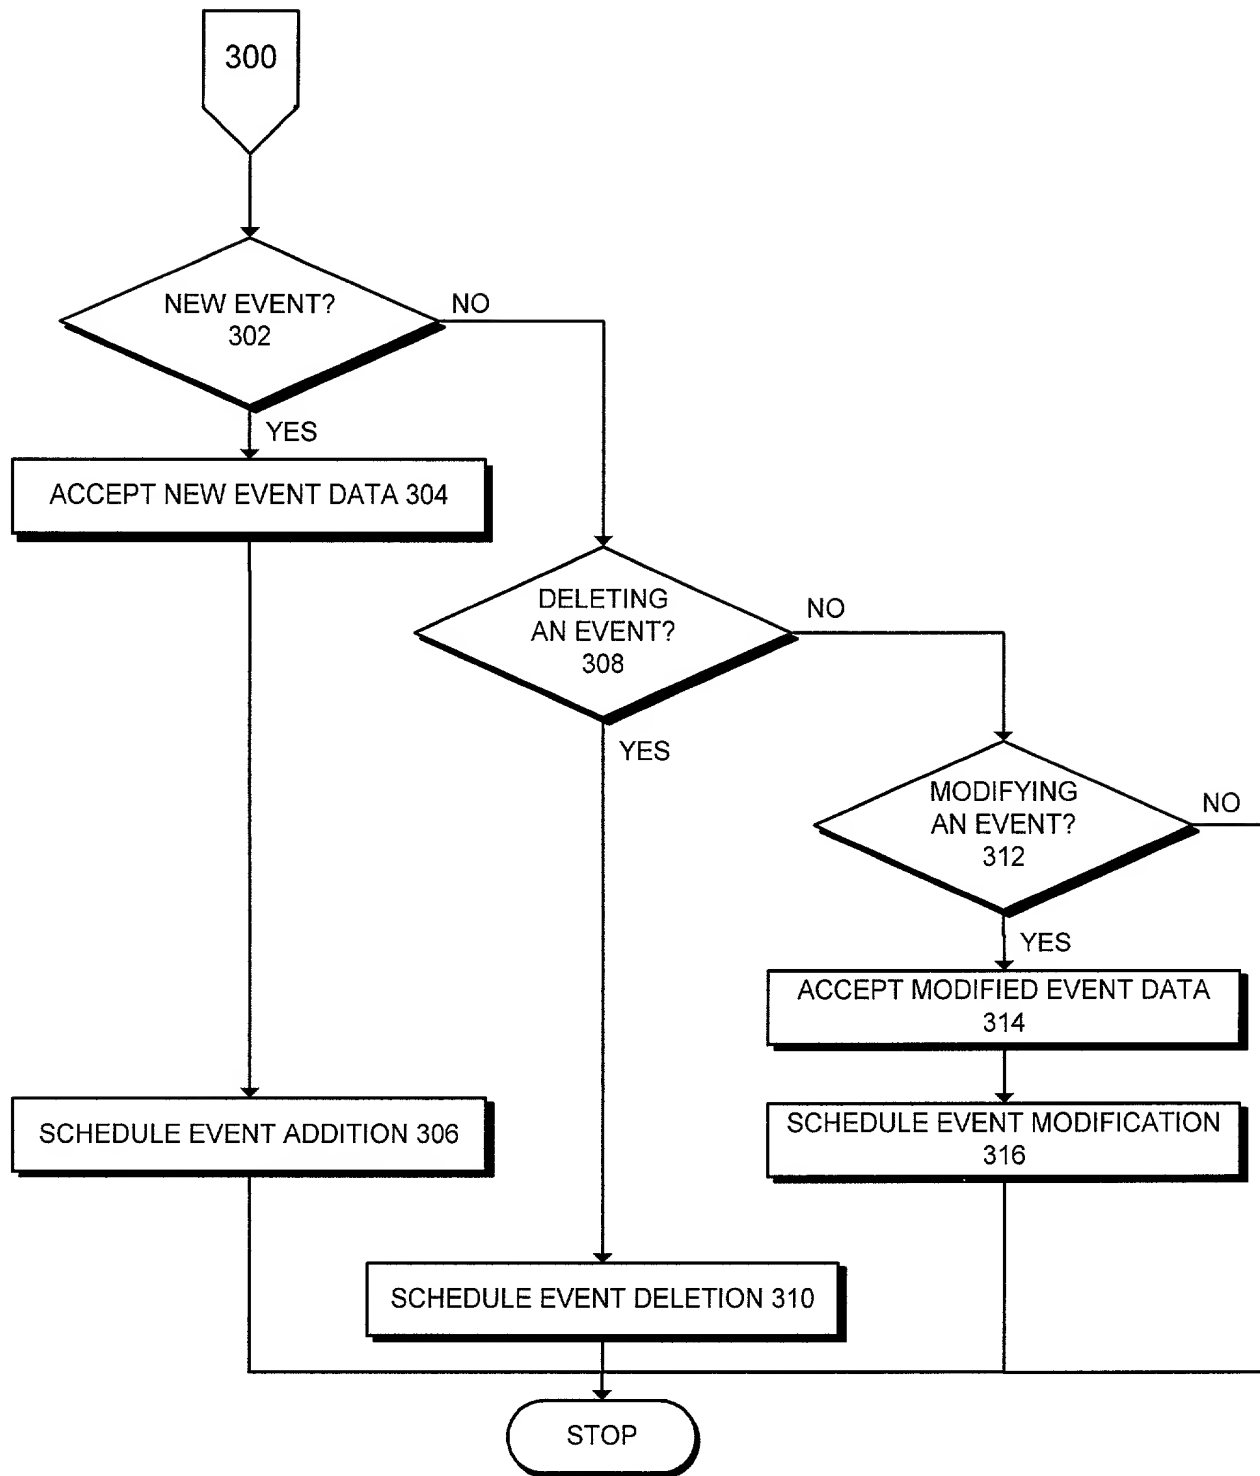 300
NEW EVENT?
302
NO
YES
ACCEPT NEW EVENT DATA 304
DELETING
AN EVENT?
308
NO
YES
MODIFYING
AN EVENT?
312
NO
YES
ACCEPT MODIFIED EVENT DATA
314
SCHEDULE EVENT ADDITION 306
SCHEDULE EVENT MODIFICATION
316
SCHEDULE EVENT DELETION 310
STOP